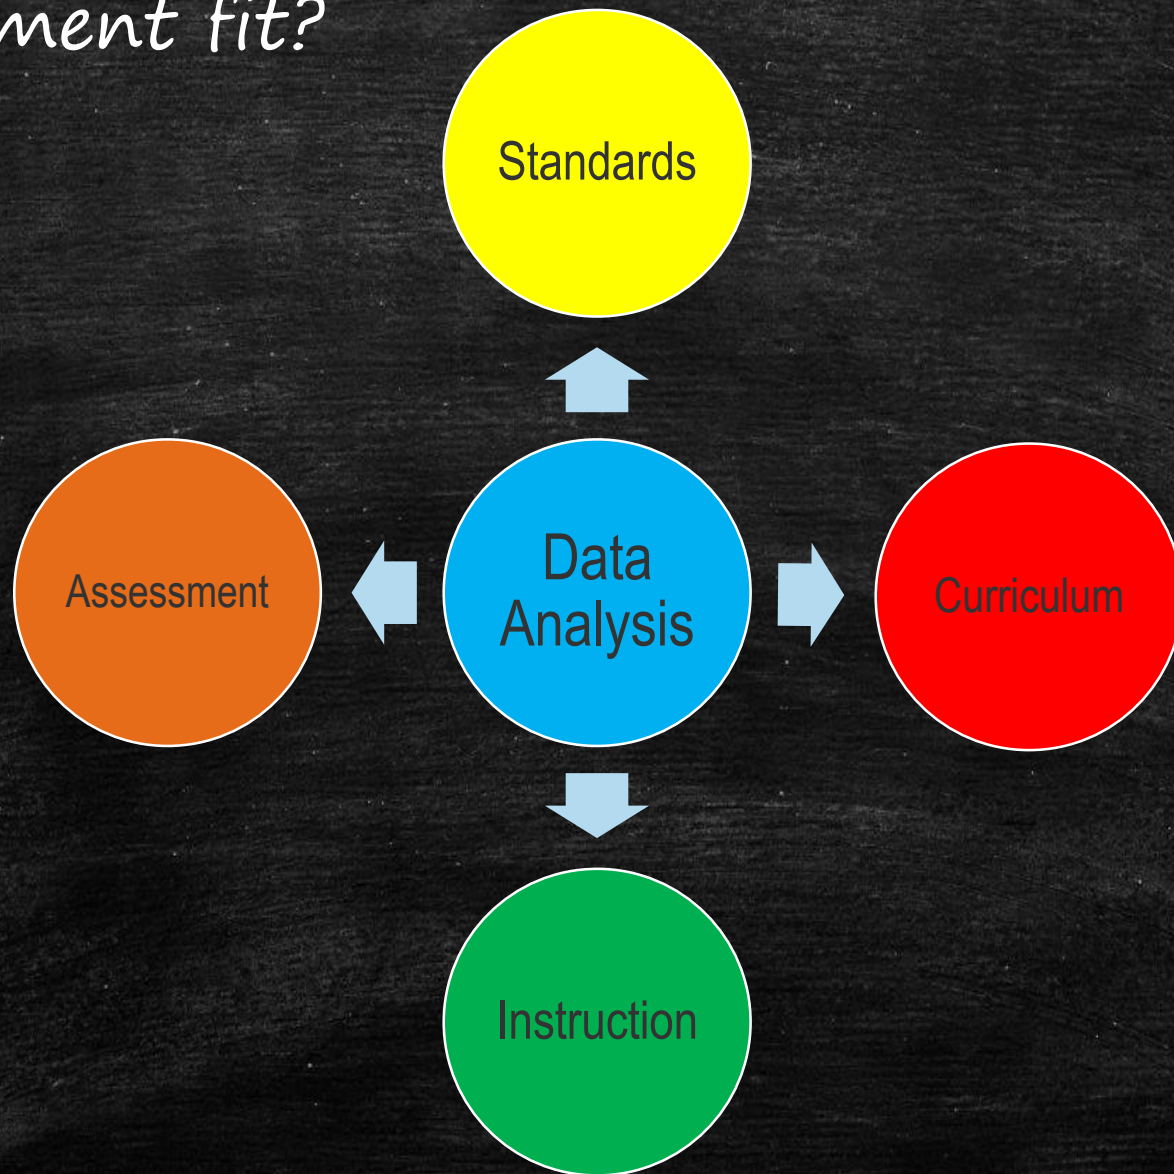 ment fit?
Standards
Assessment
Data
Analysis
Curriculum
Instruction